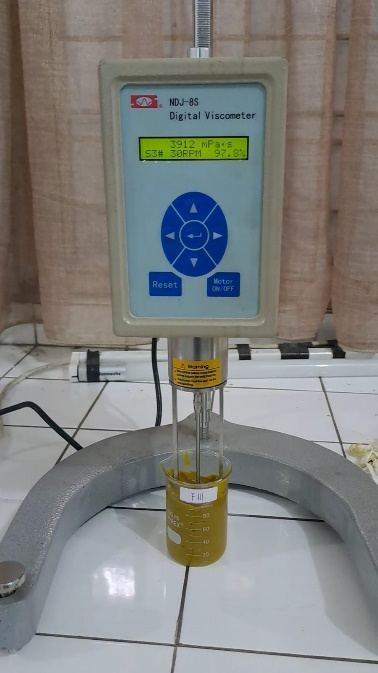 NDJ-8S
Digital Viscometer
3912 mPa·s
S3# 30RPM 97.8%
Reset
Motor
ON/OFF
Warning
F III